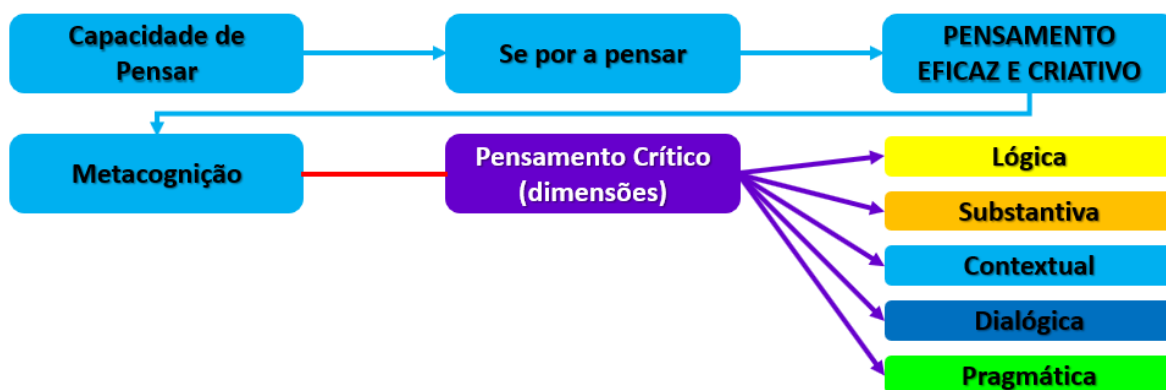 Capacidade de
Pensar
Se por a pensar
PENSAMENTO
EFICAZ E CRIATIVO
Metacognição
Pensamento Crítico
(dimensões)
Lógica
Substantiva
Contextual
Dialógica
Pragmática